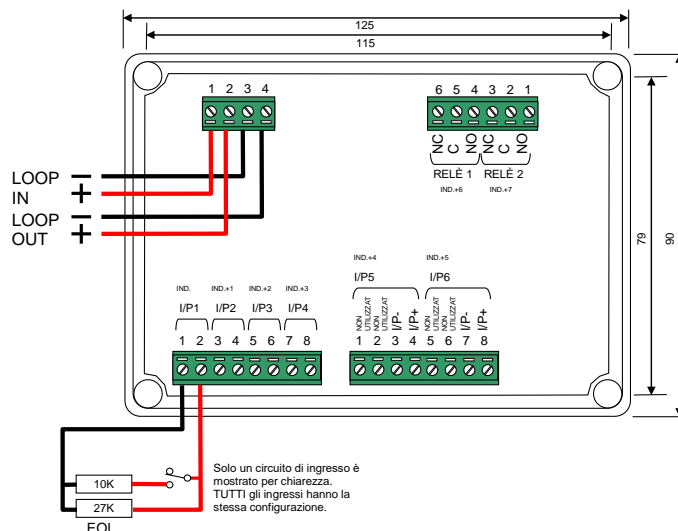 125
115
1 2 3 4
6 5 4 3 2 1
NC C NO NC C NO
RELÈ 1 RELÈ 2
IND.+6 IND.+7
LOOP IN − +
LOOP OUT − +
79
90
IND. IND.+1 IND.+2 IND.+3
I/P1 I/P2 I/P3 I/P4
1 2 3 4 5 6 7 8
IND.+4 IND.+5
I/P5 I/P6
NON UTILIZZAT NON UTILIZZAT I/P- I/P+ NON UTILIZZAT NON UTILIZZAT I/P- I/P+
1 2 3 4 5 6 7 8
10K
27K
EOL
Solo un circuito di ingresso è
mostrato per chiarezza.
TUTTI gli ingressi hanno la
stessa configurazione.